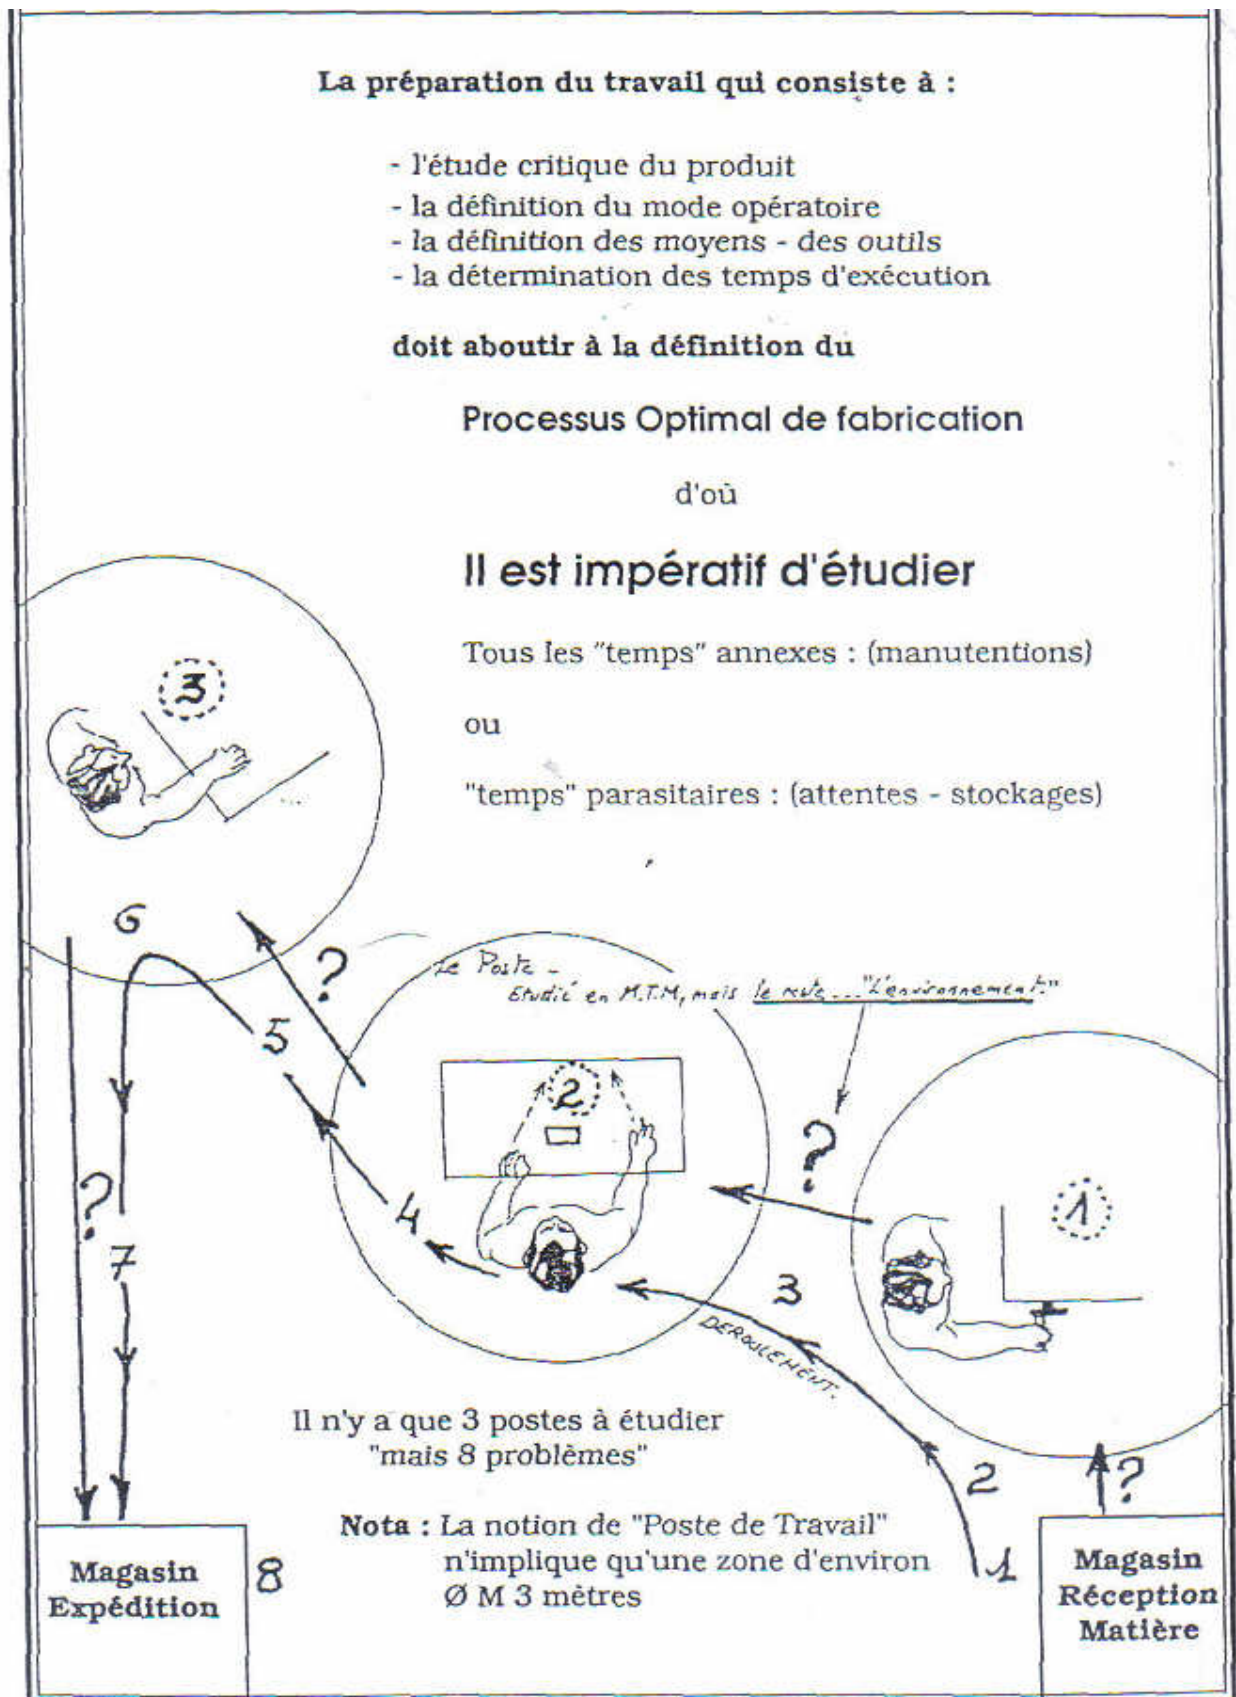 La préparation du travail qui consiste à :
- l'étude critique du produit
- la définition du mode opératoire
- la définition des moyens - des outils
- la détermination des temps d'exécution
doit aboutir à la définition du
Processus Optimal de fabrication
d'où
Il est impératif d'étudier
Tous les "temps" annexes : (manutentions)
ou
"temps" parasitaires : (attentes - stockages)
3
6
?
Le Poste -
Etudié en M.T.M, mais le reste... "L'environnement."
5
2
?
1
?
4
7
3
DEROULEMENT.
Il n'y a que 3 postes à étudier
"mais 8 problèmes"
2
?
Nota : La notion de "Poste de Travail"
n'implique qu'une zone d'environ
Ø M 3 mètres
1
Magasin
Expédition
8
Magasin
Réception
Matière